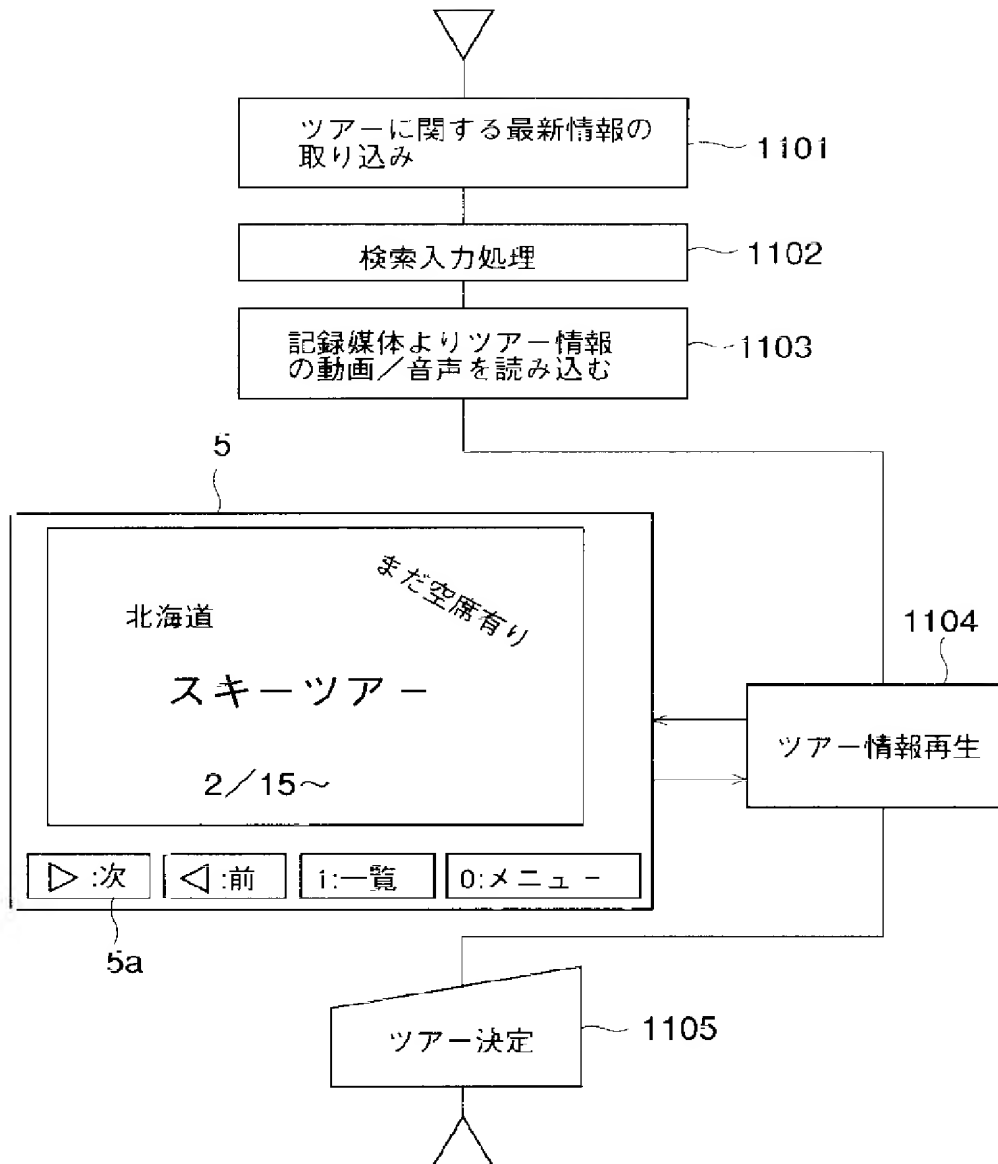 ツアーに関する最新情報の
取り込み
1101
検索入力処理
1102
記録媒体よりツアー情報
の動画／音声を読み込む
1103
5
まだ空席有り
北海道
スキーツアー
2／15～
▷:次
◁:前
i:一覧
0:メニュー
5a
1104
ツアー情報再生
ツアー決定
1105